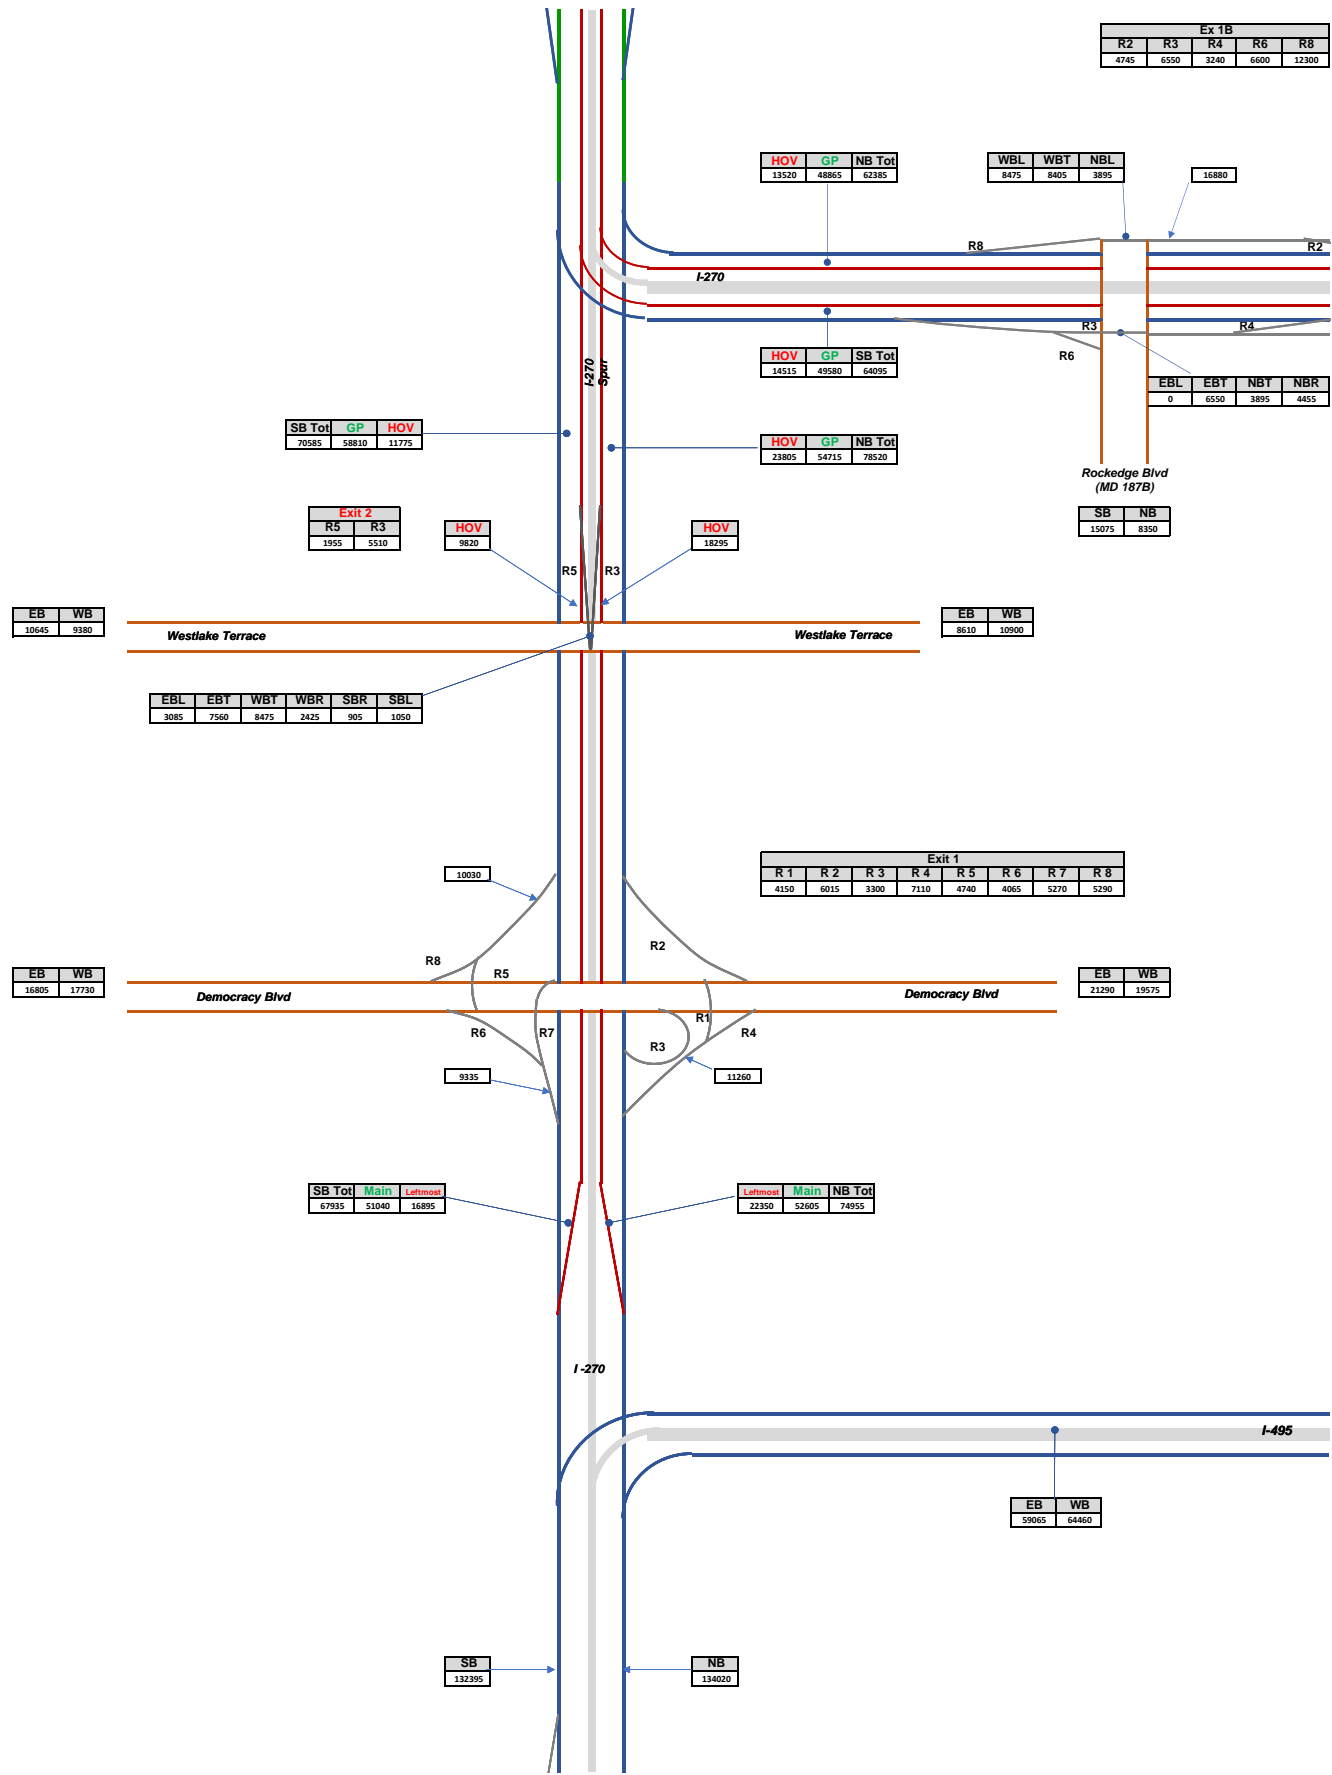 Ex 1B
R2 R3 R4 R6 R8
4745 6550 3240 6600 12300
HOV GP NB Tot
13520 48865 62385
WBL WBT NBL
8475 8405 3895
16880
R8
R2
I-270
R3
R4
R6
HOV GP SB Tot
14515 49580 64095
I-270
Spur
EBL EBT NBT NBR
0 6550 3895 4455
SB Tot GP HOV
70585 58810 11775
HOV GP NB Tot
23805 54715 78520
Rockedge Blvd
(MD 187B)
SB NB
15075 8350
Exit 2
R5 R3
1955 5510
HOV
9820
HOV
18295
R5
R3
EB WB
10645 9380
Westlake Terrace
Westlake Terrace
EB WB
8610 10900
EBL EBT WBT WBR SBR SBL
3085 7560 8475 2425 905 1050
Exit 1
R 1 R 2 R 3 R 4 R 5 R 6 R 7 R 8
4150 6015 3300 7110 4740 4065 5270 5290
10030
R2
R8
R5
EB WB
16805 17730
Democracy Blvd
Democracy Blvd
EB WB
21290 19575
R1
R6
R7
R3
R4
9335
11260
SB Tot Main Leftmost
67935 51040 16895
Leftmost Main NB Tot
22350 52605 74955
I -270
I-495
EB WB
59065 64460
SB
132395
NB
134020